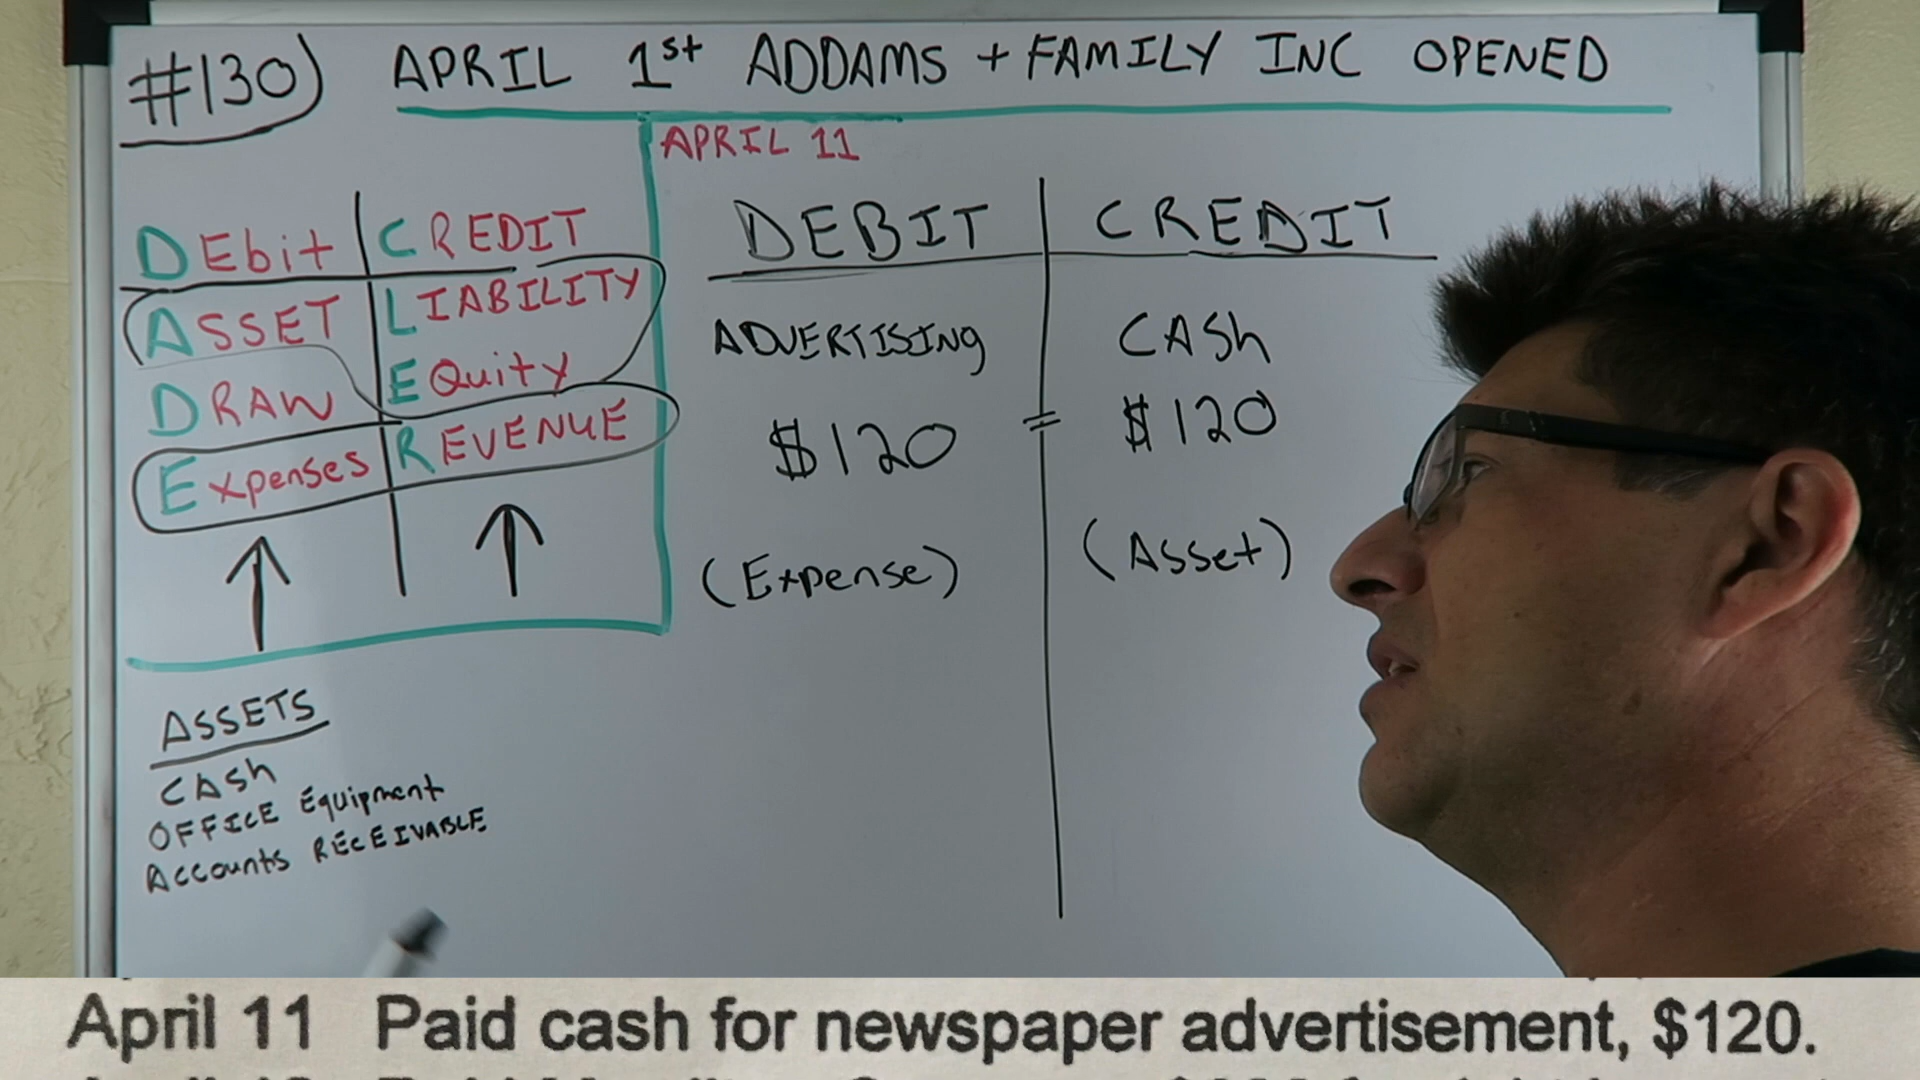 #130) APRIL 1st ADDAMS + FAMILY INC OPENED
APRIL 11
DEbit CREDIT
ASSET LIABILITY
DRAW EQuity
Expenses REVENUE
ASSETS
CASh
OFFICE Equipment
Accounts RECEIVABLE
DEBIT CREDIT
ADVERTISING CASh
$120 = $120
(Expense) (Asset)
April 11 Paid cash for newspaper advertisement, $120.